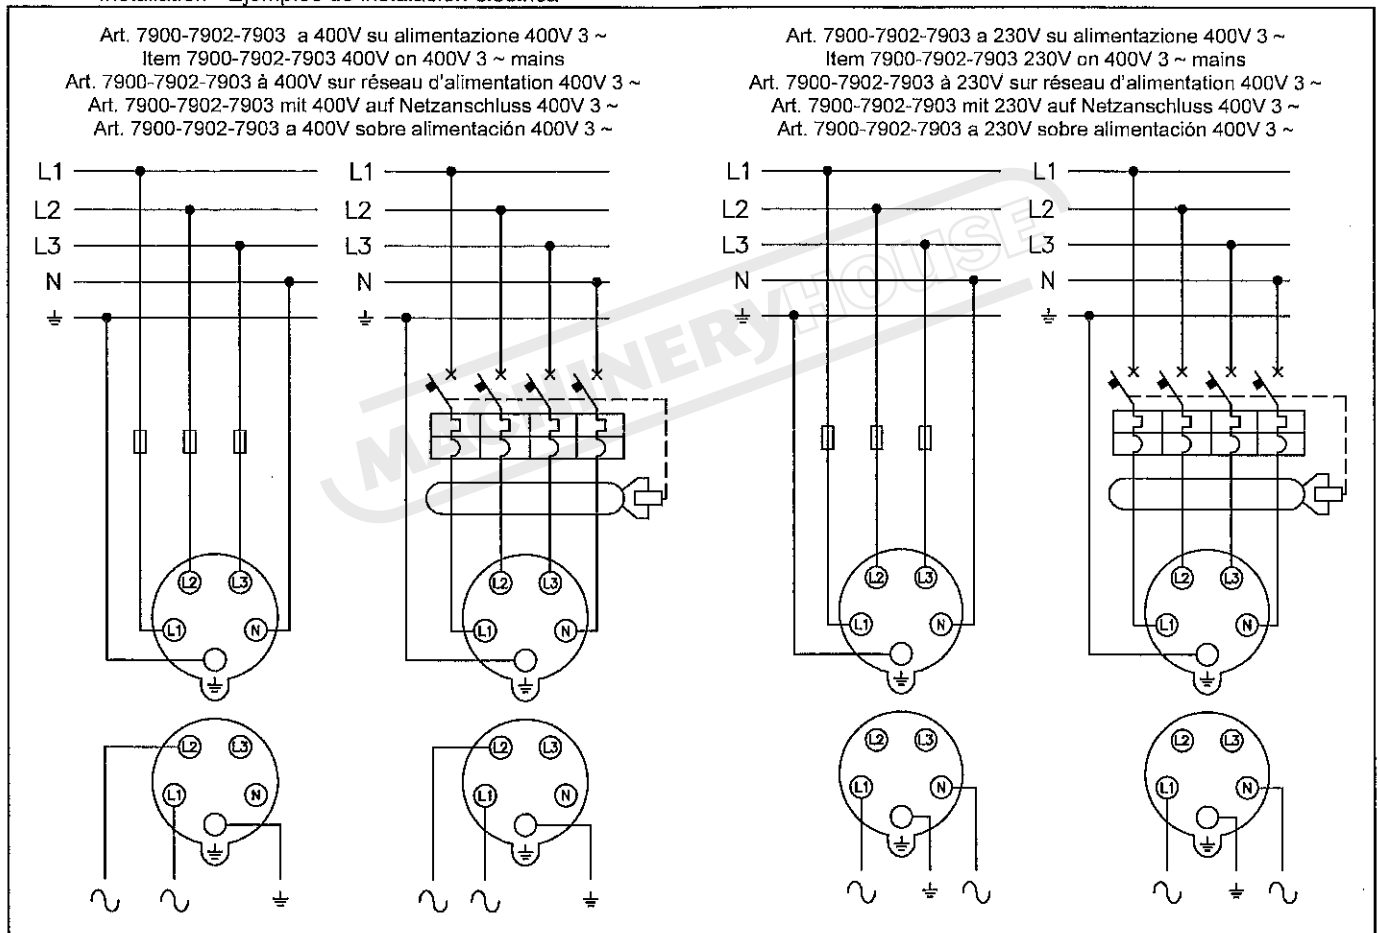 Installation - Ejemplos de instalación eléctrica
Art. 7900-7902-7903 a 400V su alimentazione 400V 3 ~
Item 7900-7902-7903 400V on 400V 3 ~ mains
Art. 7900-7902-7903 à 400V sur réseau d'alimentation 400V 3 ~
Art. 7900-7902-7903 mit 400V auf Netzanschluss 400V 3 ~
Art. 7900-7902-7903 a 400V sobre alimentación 400V 3 ~
Art. 7900-7902-7903 a 230V su alimentazione 400V 3 ~
Item 7900-7902-7903 230V on 400V 3 ~ mains
Art. 7900-7902-7903 à 230V sur réseau d'alimentation 400V 3 ~
Art. 7900-7902-7903 mit 230V auf Netzanschluss 400V 3 ~
Art. 7900-7902-7903 a 230V sobre alimentación 400V 3 ~
L1 L1 L1 L1
L2 L2 L2 L2
L3 L3 L3 L3
N N N N
MACHINERYHOUSE
L2 L3 L2 L3 L2 L3 L2 L3
L1 N L1 N L1 N L1 N
L2 L3 L2 L3 L2 L3 L2 L3
L1 N L1 N L1 N L1 N